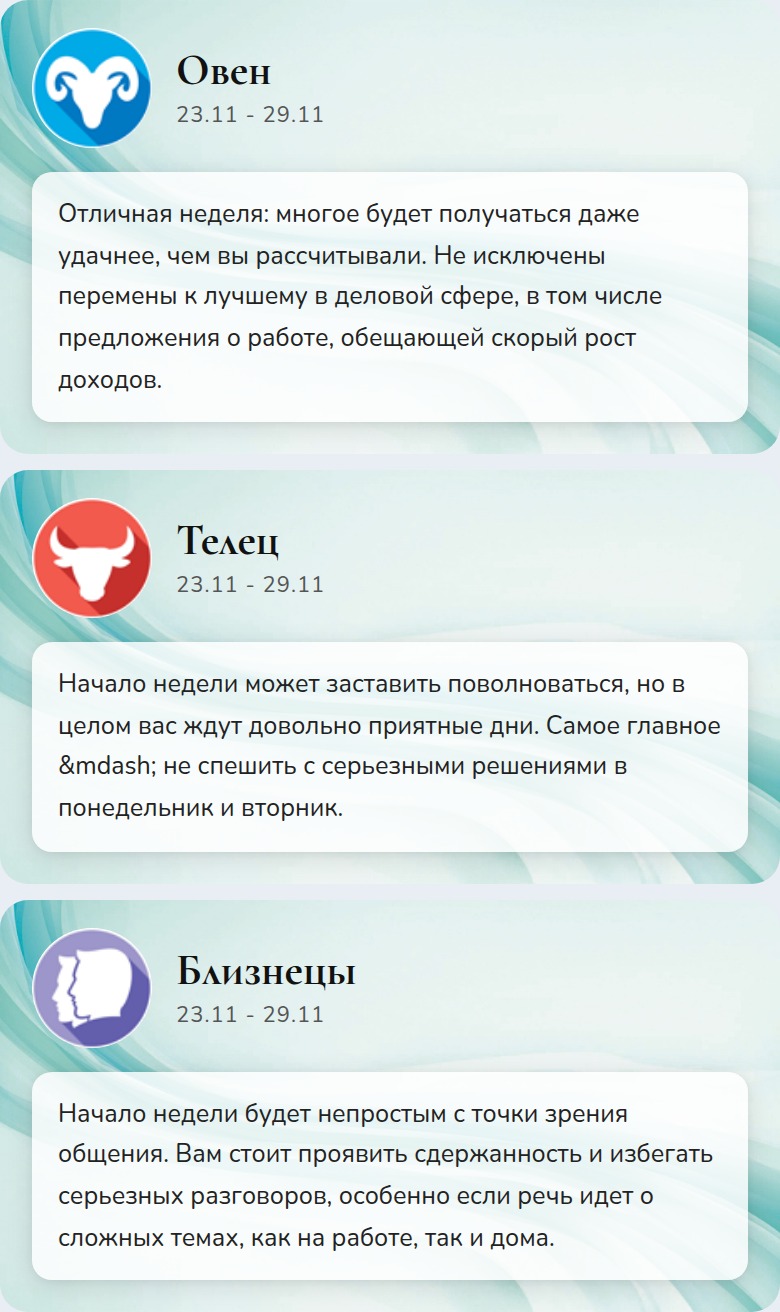 Овен
23.11 - 29.11
Отличная неделя: многое будет получаться даже
удачнее, чем вы рассчитывали. Не исключены
перемены к лучшему в деловой сфере, в том числе
предложения о работе, обещающей скорый рост
доходов.
Телец
23.11 - 29.11
Начало недели может заставить поволноваться, но в
целом вас ждут довольно приятные дни. Самое главное
&mdash; не спешить с серьезными решениями в
понедельник и вторник.
Близнецы
23.11 - 29.11
Начало недели будет непростым с точки зрения
общения. Вам стоит проявить сдержанность и избегать
серьезных разговоров, особенно если речь идет о
сложных темах, как на работе, так и дома.